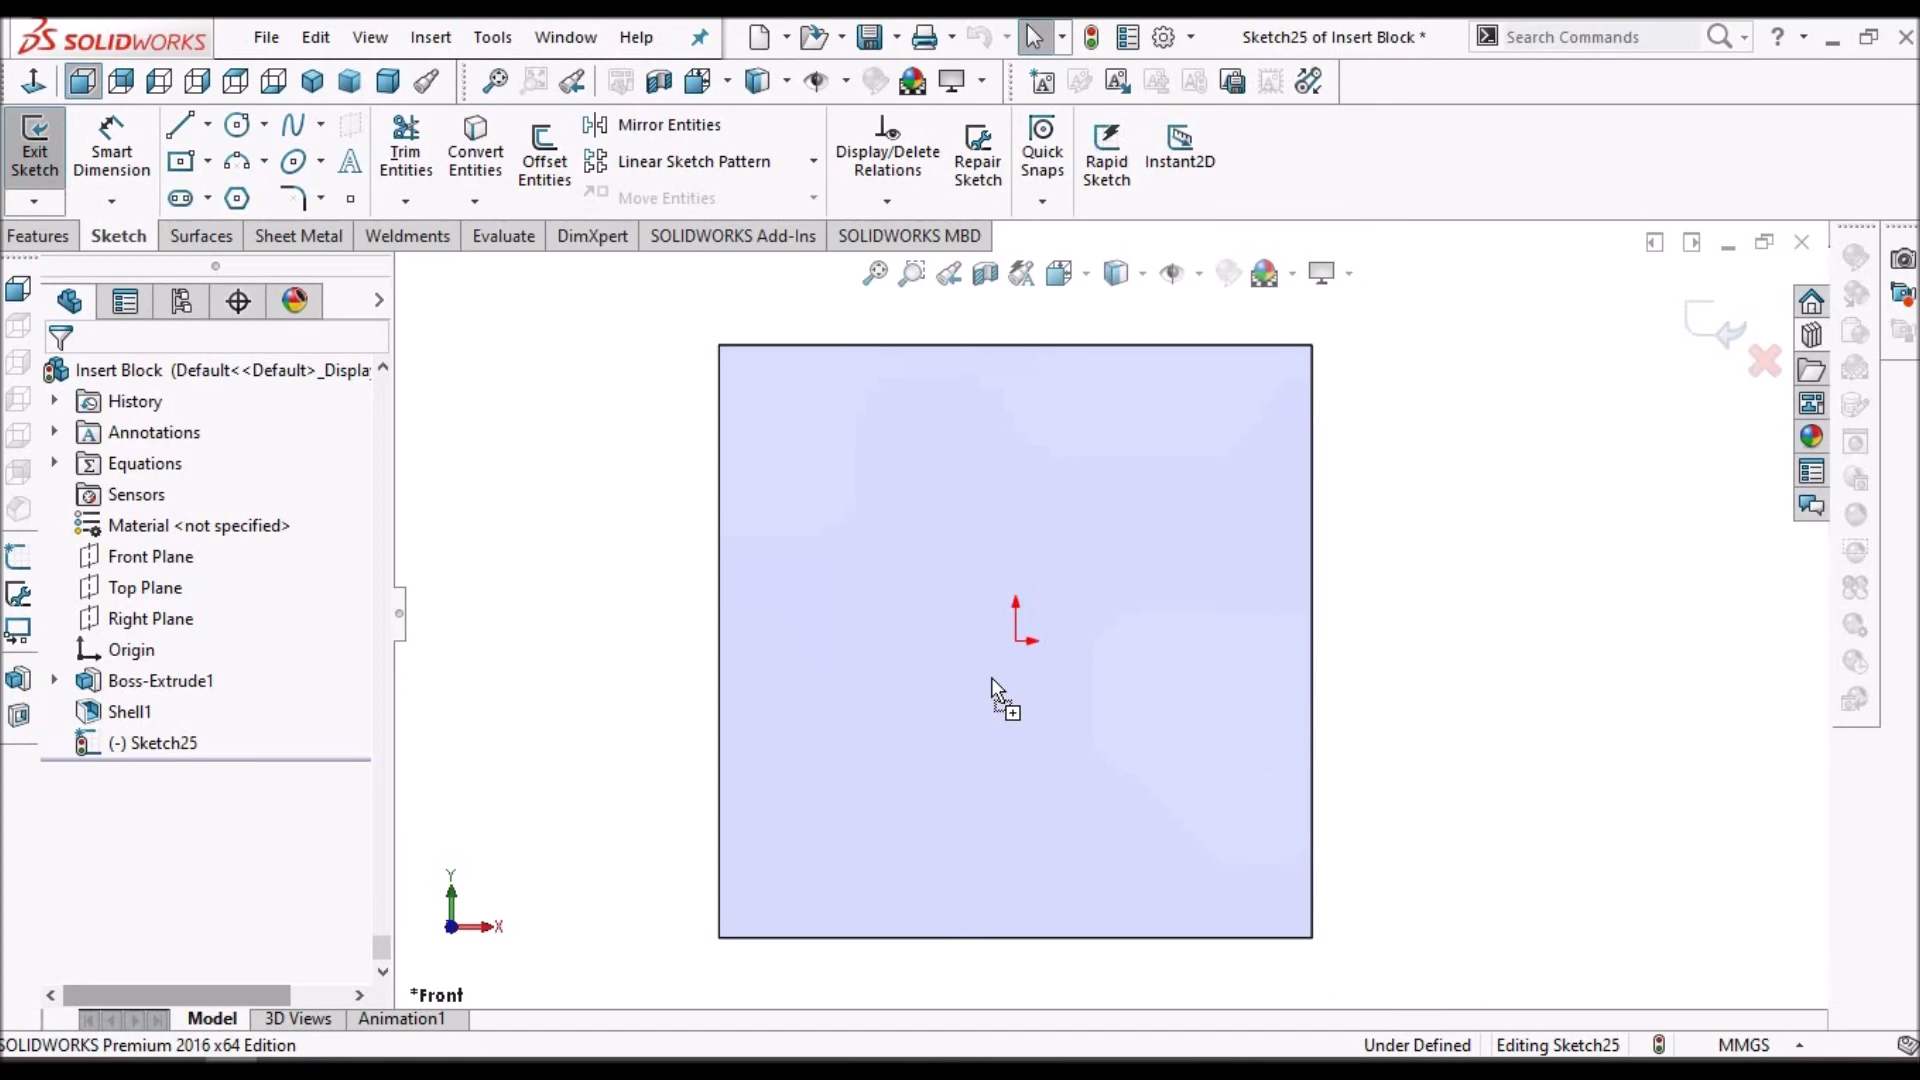 SOLIDWORKS
File Edit View Insert Tools Window Help
Sketch25 of Insert Block *
Search Commands
Exit Sketch
Smart Dimension
Trim Entities
Convert Entities
Offset Entities
Mirror Entities
Linear Sketch Pattern
Move Entities
Display/Delete Relations
Repair Sketch
Quick Snaps
Rapid Sketch
Instant2D
Features Sketch Surfaces Sheet Metal Weldments Evaluate DimXpert SOLIDWORKS Add-Ins SOLIDWORKS MBD
Insert Block (Default<<Default>_Displa
History
Annotations
Equations
Sensors
Material <not specified>
Front Plane
Top Plane
Right Plane
Origin
Boss-Extrude1
Shell1
(-) Sketch25
Y
X
*Front
Model 3D Views Animation1
SOLIDWORKS Premium 2016 x64 Edition
Under Defined Editing Sketch25 MMGS